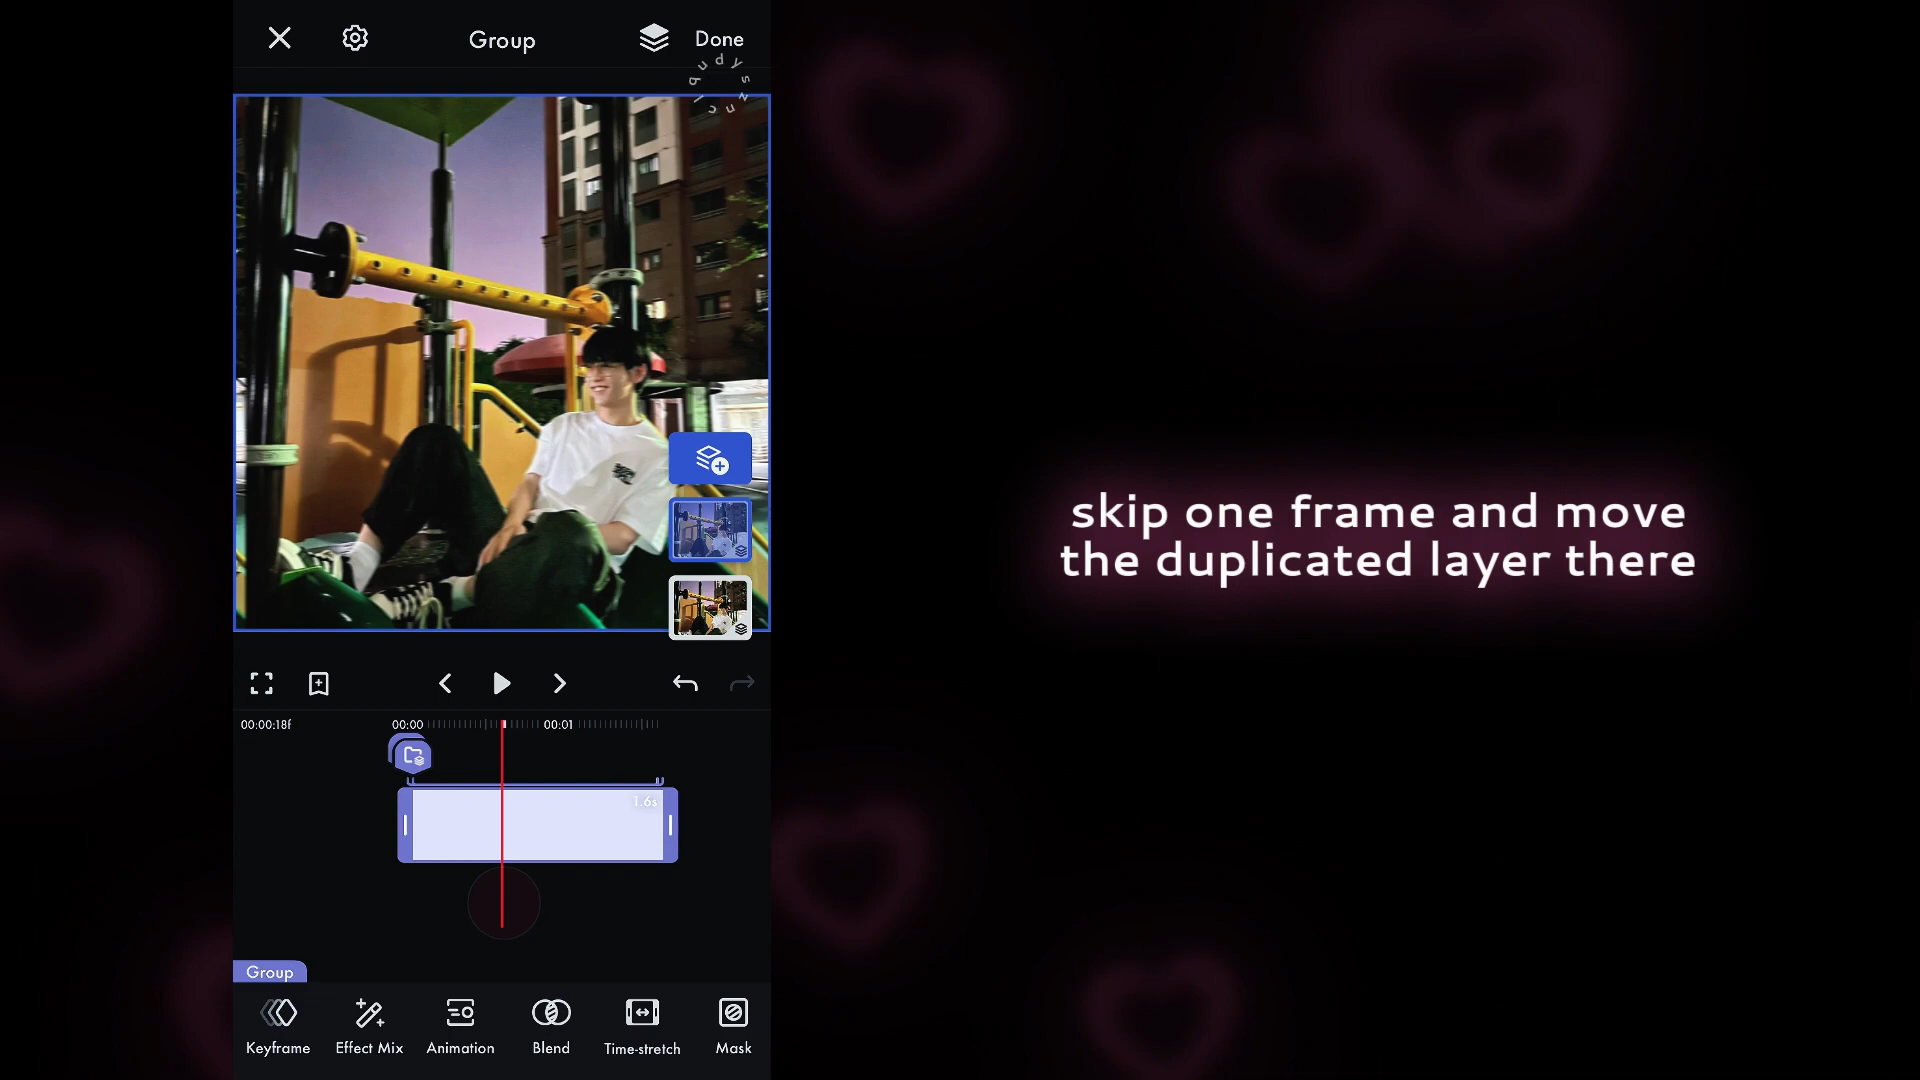 Group
Done
00:00:18f
00:00
00:01
1.6s
Group
Keyframe
Effect Mix
Animation
Blend
Time-stretch
Mask
skip one frame and move
the duplicated layer there